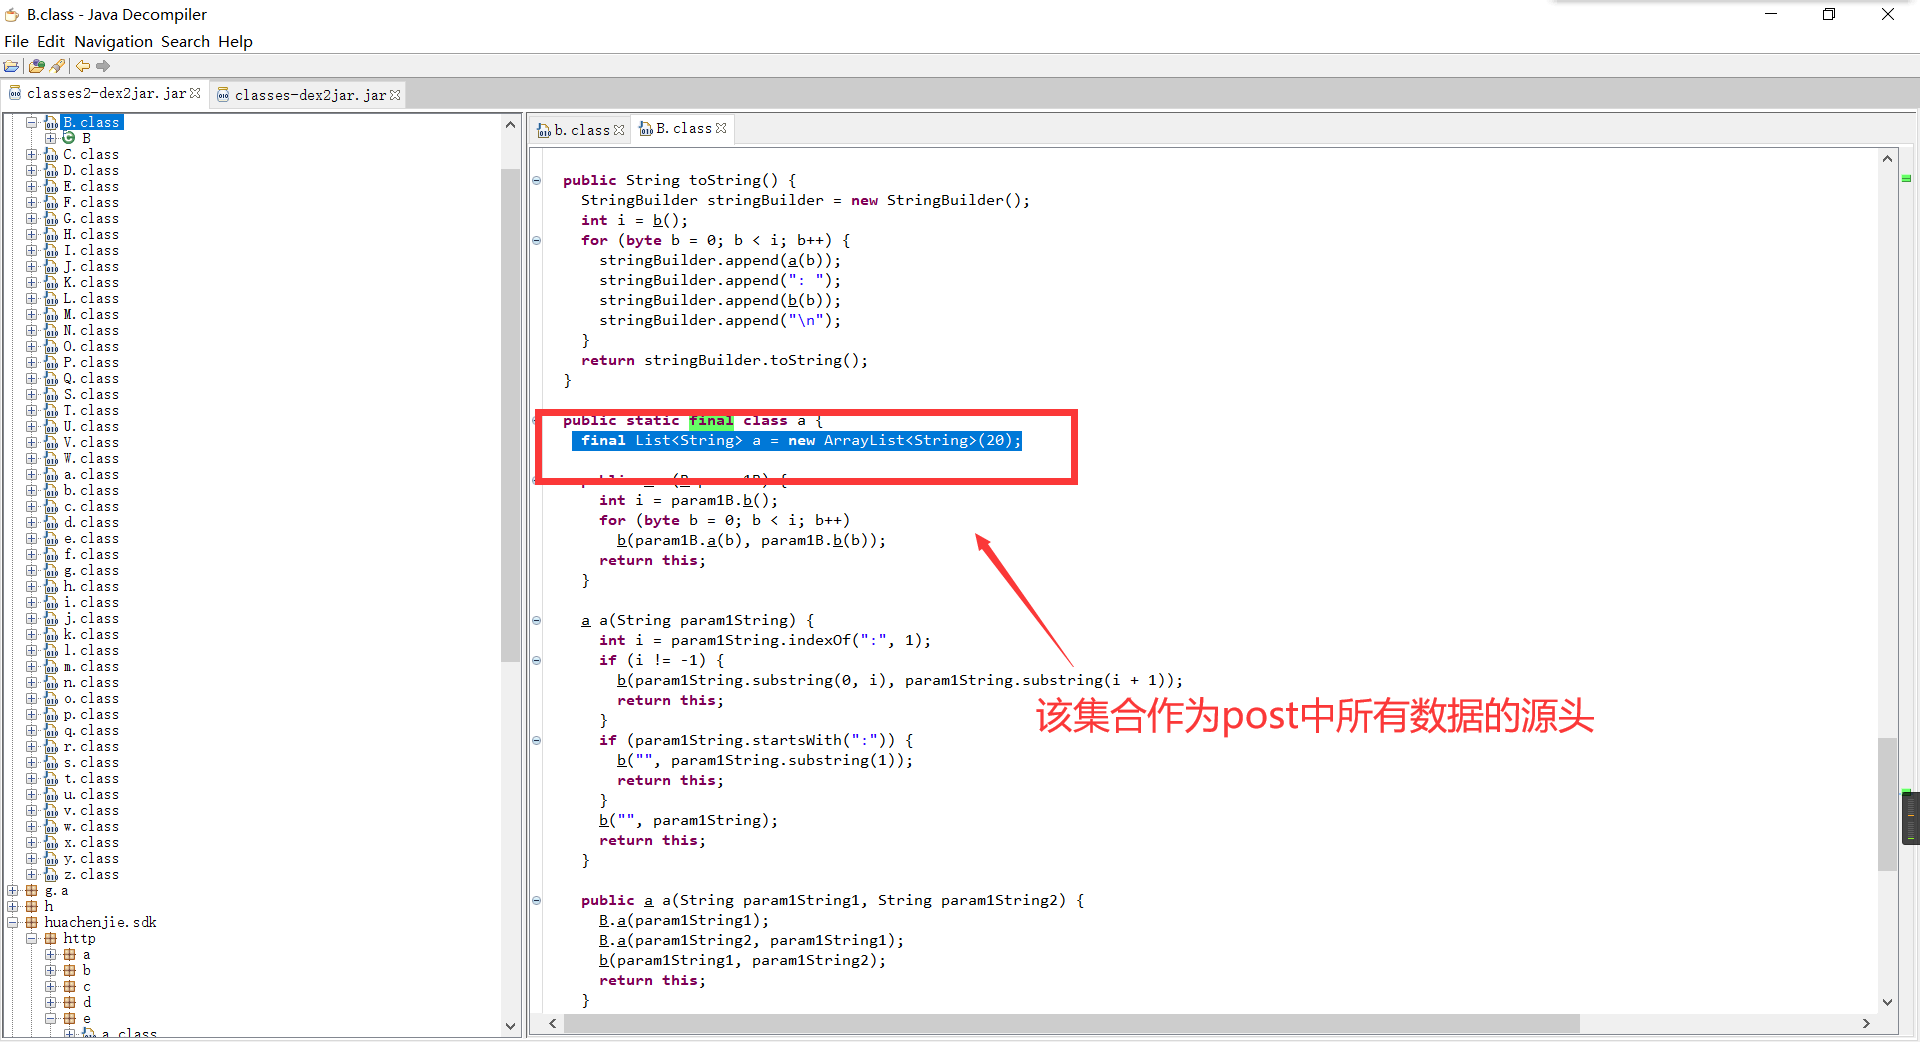 B.class - Java Decompiler
File Edit Navigation Search Help
classes2-dex2jar.jar
classes-dex2jar.jar
B.class
B
C.class
D.class
E.class
F.class
G.class
H.class
I.class
J.class
K.class
L.class
M.class
N.class
O.class
P.class
Q.class
S.class
T.class
U.class
V.class
W.class
a.class
b.class
c.class
d.class
e.class
f.class
g.class
h.class
i.class
j.class
k.class
l.class
m.class
n.class
o.class
p.class
q.class
r.class
s.class
t.class
u.class
v.class
w.class
x.class
y.class
z.class
g.a
h
huachenjie.sdk
http
a
b
c
d
e
a.class
b.class
B.class
public String toString() {
StringBuilder stringBuilder = new StringBuilder();
int i = b();
for (byte b = 0; b < i; b++) {
stringBuilder.append(a(b));
stringBuilder.append(": ");
stringBuilder.append(b(b));
stringBuilder.append("\n");
}
return stringBuilder.toString();
}
public static final class a {
final List<String> a = new ArrayList<String>(20);
int i = param1B.b();
for (byte b = 0; b < i; b++)
b(param1B.a(b), param1B.b(b));
return this;
}
a a(String param1String) {
int i = param1String.indexOf(":", 1);
if (i != -1) {
b(param1String.substring(0, i), param1String.substring(i + 1));
return this;
}
if (param1String.startsWith(":")) {
b("", param1String.substring(1));
return this;
}
b("", param1String);
return this;
}
public a a(String param1String1, String param1String2) {
B.a(param1String1);
B.a(param1String2, param1String1);
b(param1String1, param1String2);
return this;
}
该集合作为post中所有数据的源头